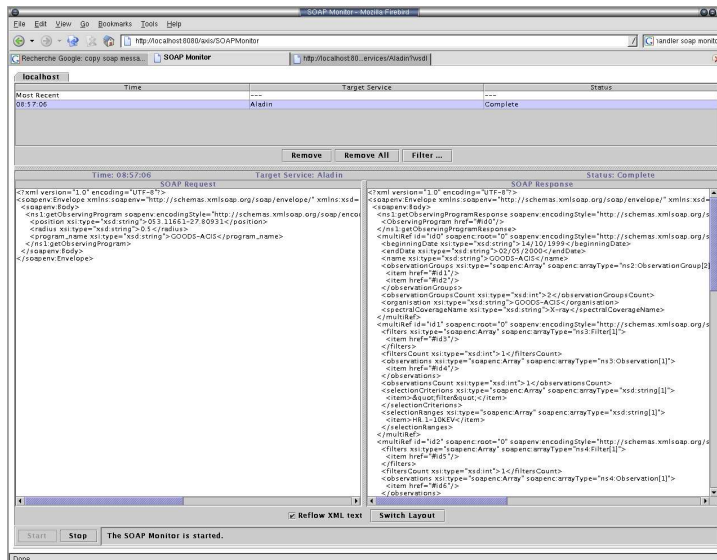 SOAP Monitor - Mozilla Firebird
File Edit View Go Bookmarks Tools Help
http://localhost:8080/axis/SOAPMonitor
handler soap monito
Recherche Google: copy soap messa...
SOAP Monitor
http://localhost:80...ervices/Aladin?wsdl
localhost
Time Target Service Status
Most Recent --- ---
08:57:06 Aladin Complete
Remove Remove All Filter ...
Time: 08:57:06 Target Service: Aladin Status: Complete
SOAP Request
<?xml version="1.0" encoding="UTF-8"?>
<soapenv:Envelope xmlns:soapenv="http://schemas.xmlsoap.org/soap/envelope/" xmlns:xsd=
<soapenv:Body>
<ns1:getObservingProgram soapenv:encodingStyle="http://schemas.xmlsoap.org/soap/encod
<position xsi:type="xsd:string">053.11661-27.80931</position>
<radius xsi:type="xsd:string">0.5</radius>
<program_name xsi:type="xsd:string">GOODS-ACIS</program_name>
</ns1:getObservingProgram>
</soapenv:Body>
</soapenv:Envelope>
SOAP Response
<?xml version="1.0" encoding="UTF-8"?>
<soapenv:Envelope xmlns:soapenv="http://schemas.xmlsoap.org/soap/envelope/" xmlns:xsd=
<soapenv:Body>
<ns1:getObservingProgramResponse soapenv:encodingStyle="http://schemas.xmlsoap.org/s
<ObservingProgram href="#id0"/>
</ns1:getObservingProgramResponse>
<multiRef id="id0" soapenc:root="0" soapenv:encodingStyle="http://schemas.xmlsoap.org/s
<beginningDate xsi:type="xsd:string">14/10/1999</beginningDate>
<endDate xsi:type="xsd:string">02/05/2000</endDate>
<name xsi:type="xsd:string">GOODS-ACIS</name>
<observationGroups xsi:type="soapenc:Array" soapenc:arrayType="ns2:ObservationGroup[2]
<item href="#id1"/>
<item href="#id2"/>
</observationGroups>
<observationGroupsCount xsi:type="xsd:int">2</observationGroupsCount>
<organisation xsi:type="xsd:string">GOODS-ACIS</organisation>
<spectralCoverageName xsi:type="xsd:string">X-ray</spectralCoverageName>
</multiRef>
<multiRef id="id1" soapenc:root="0" soapenv:encodingStyle="http://schemas.xmlsoap.org/s
<filters xsi:type="soapenc:Array" soapenc:arrayType="ns3:Filter[1]">
<item href="#id3"/>
</filters>
<filtersCount xsi:type="xsd:int">1</filtersCount>
<observations xsi:type="soapenc:Array" soapenc:arrayType="ns3:Observation[1]">
<item href="#id4"/>
</observations>
<observationsCount xsi:type="xsd:int">1</observationsCount>
<selectionCriterions xsi:type="soapenc:Array" soapenc:arrayType="xsd:string[1]">
<item>&quot;filter&quot;</item>
</selectionCriterions>
<selectionRanges xsi:type="soapenc:Array" soapenc:arrayType="xsd:string[1]">
<item>HR 1-10KEV</item>
</selectionRanges>
</multiRef>
<multiRef id="id2" soapenc:root="0" soapenv:encodingStyle="http://schemas.xmlsoap.org/s
<filters xsi:type="soapenc:Array" soapenc:arrayType="ns4:Filter[1]">
<item href="#id5"/>
</filters>
<filtersCount xsi:type="xsd:int">1</filtersCount>
<observations xsi:type="soapenc:Array" soapenc:arrayType="ns4:Observation[1]">
<item href="#id6"/>
</observations>
Reflow XML text Switch Layout
Start Stop The SOAP Monitor is started.
Done